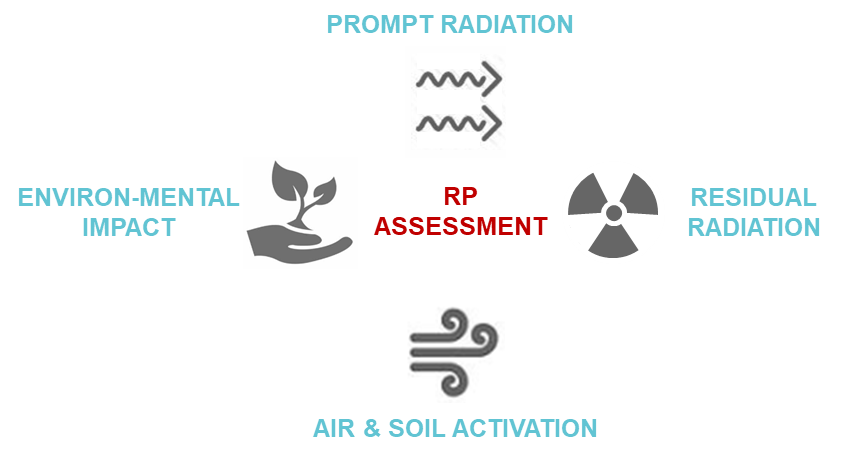 PROMPT RADIATION
ENVIRON-MENTAL
IMPACT
RP
ASSESSMENT
RESIDUAL
RADIATION
AIR & SOIL ACTIVATION